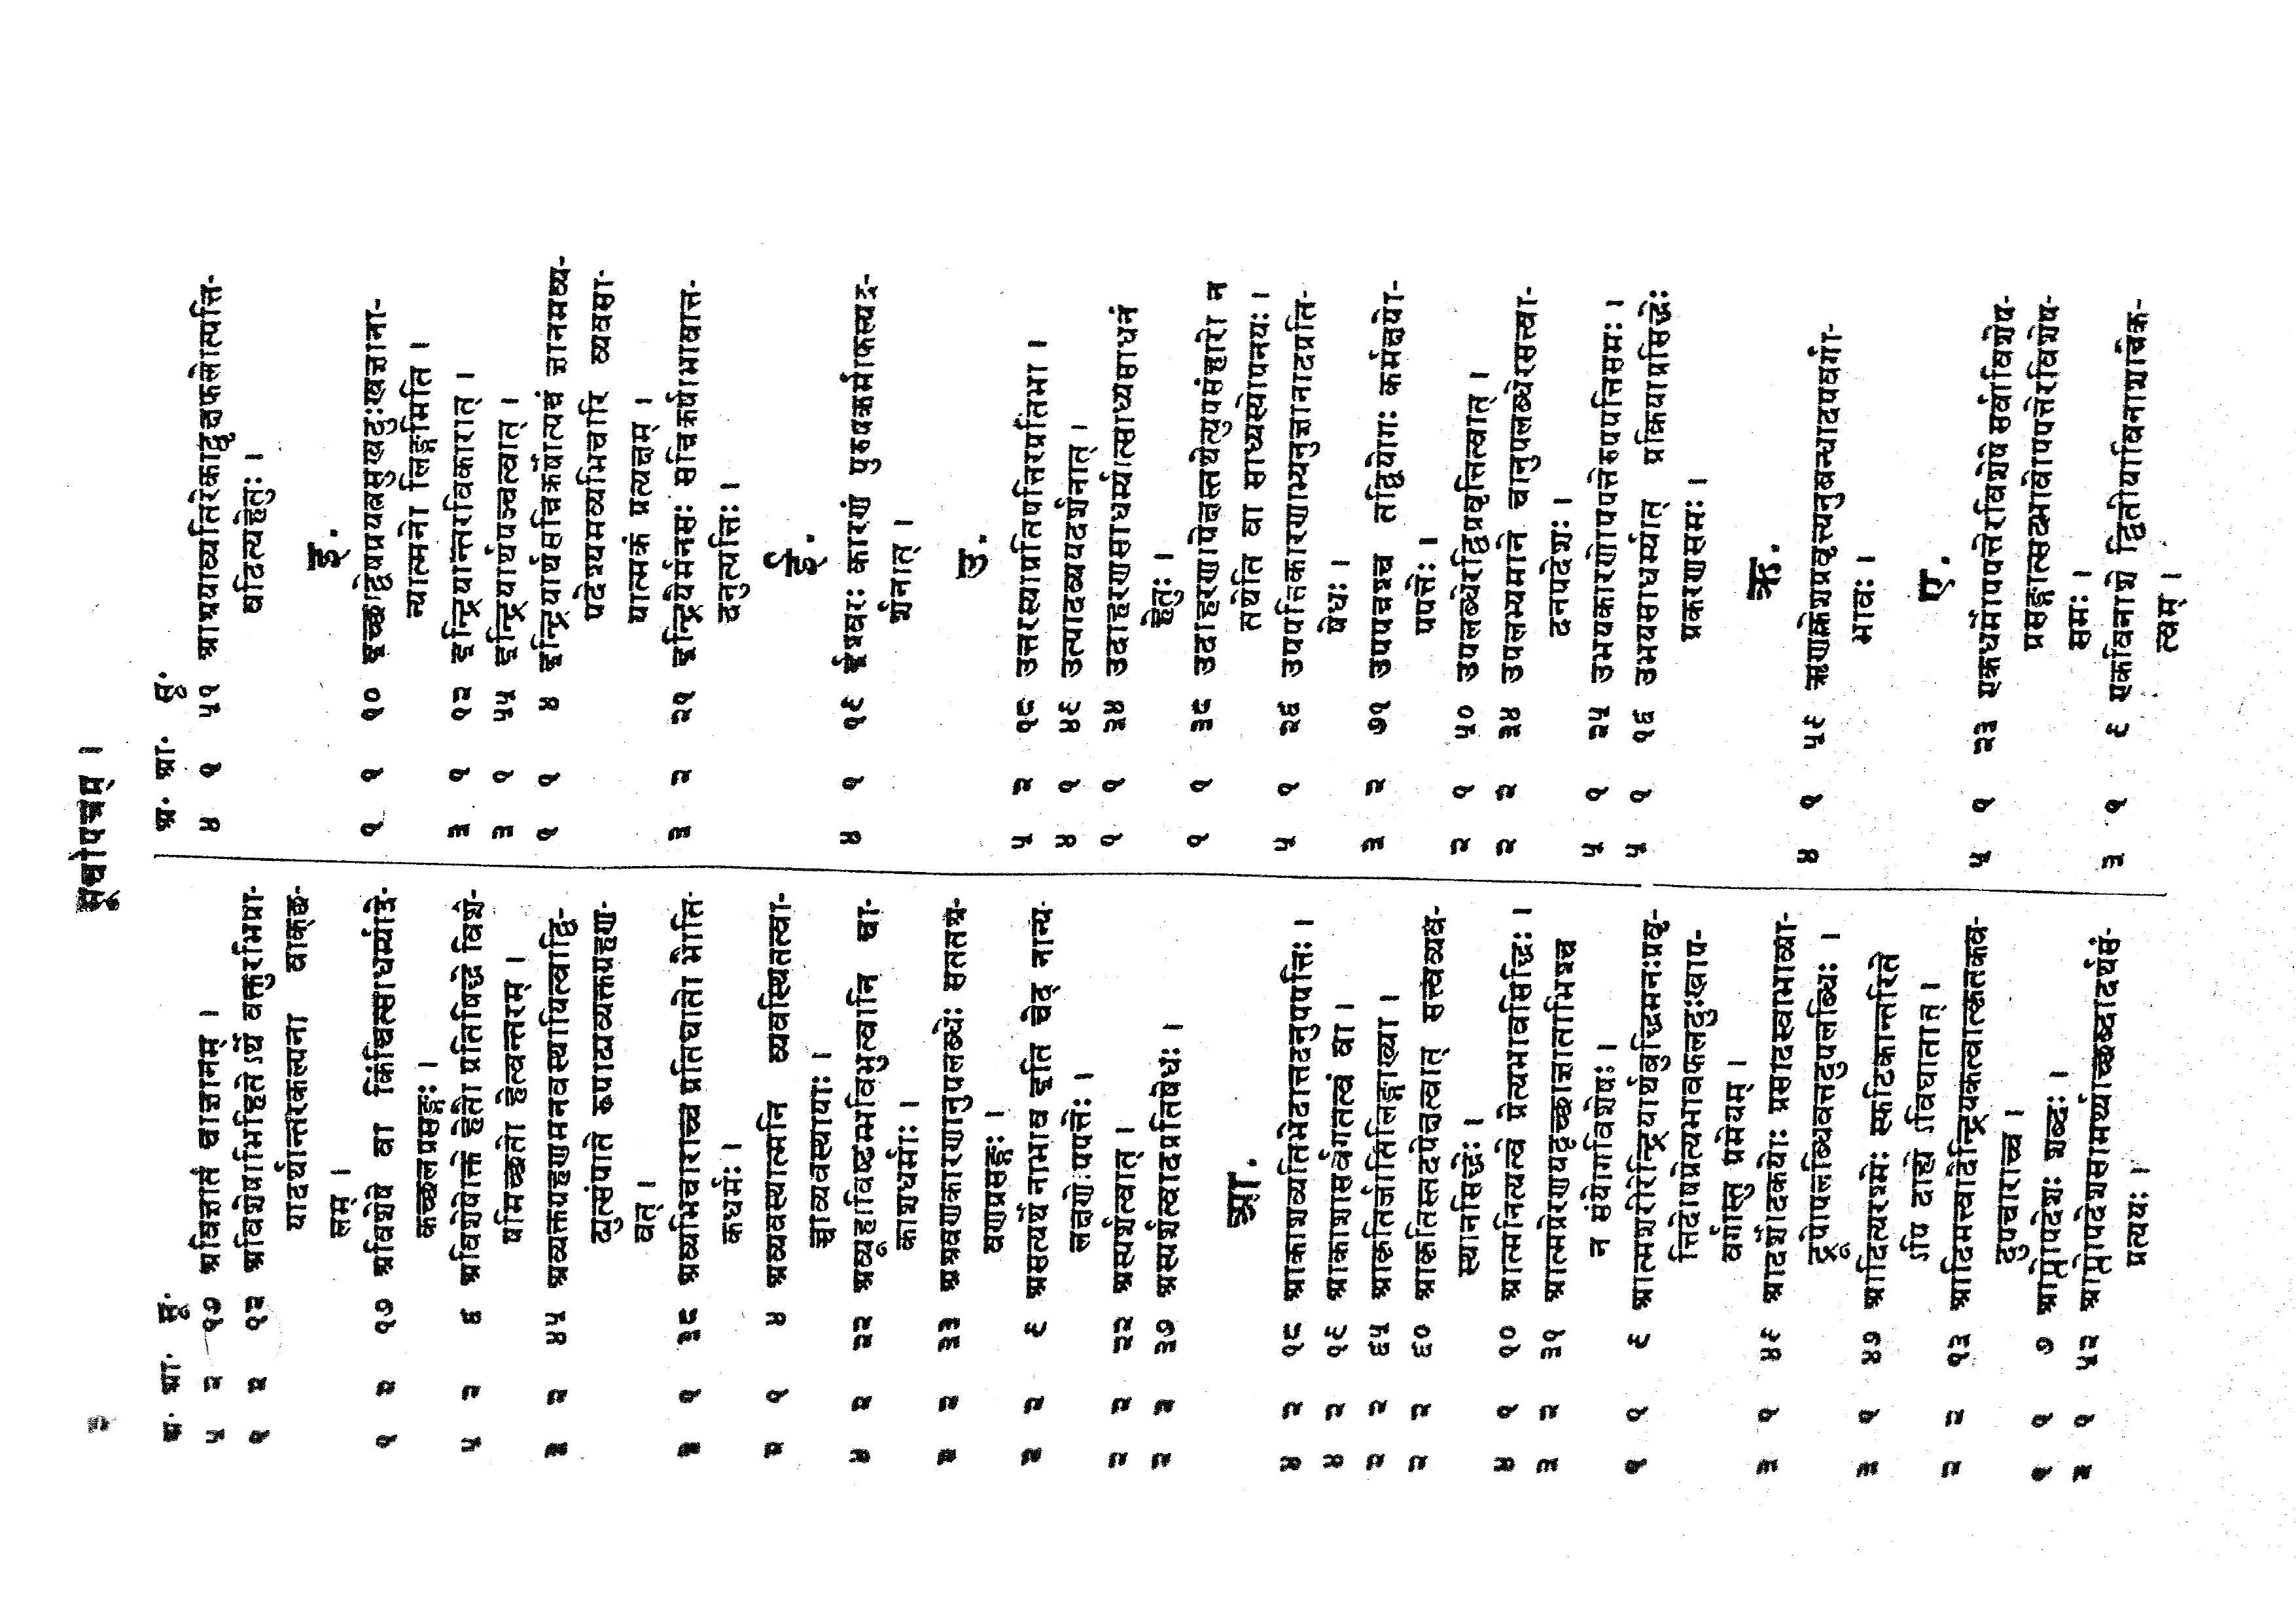 ३
सूचीपत्रम् ।
अ. आ. सू.
५ २ १७ अविज्ञातं चाज्ञानम् ।
१ २ १२ अविशेषाभिहितेऽर्थे वक्तुरभिप्रा-
यादर्थान्तरकल्पना वाक्छ-
लम् ।
१ २ १७ अविशेषे वा किंचित्साधर्म्यादे-
कच्छलप्रसङ्गः ।
५ २ ६ अविशेषोक्ते हेतौ प्रतिषिद्धे विशे-
षमिच्छतो हेत्वन्तरम् ।
३ २ ४५ अव्यक्तग्रहणमनवस्थायित्वाद्वि-
द्युत्संपाते रूपाद्यव्यक्तग्रहण-
वत् ।
३ १ ३८ अव्यभिचाराच्च प्रतिघातो भौति-
कधर्मः ।
२ १ ४ अव्यवस्थात्मनि व्यवस्थितत्वा-
च्चाव्यवस्थायाः ।
४ २ २२ अव्यूहाविष्टम्भविभुत्वानि चा-
काशधर्माः ।
२ २ ३३ अश्रवणकारणानुपलब्धेः सततश्र-
वणप्रसङ्गः ।
२ २ ९ असत्यर्थे नाभाव इति चेद् नान्य-
लक्षणोपपत्तेः ।
२ २ २२ अस्पर्शत्वात् ।
२ २ ३७ अस्पर्शत्वादप्रतिषेधः ।
आ.
४ २ १८ आकाशव्यतिभेदात्तदनुपपत्तिः ।
४ २ १९ आकाशासर्वगतत्वं वा ।
२ २ ६५ आकृतिर्जातिलिङ्गाख्या ।
२ २ ६० आकृतिस्तदपेक्षत्वात् सत्त्वव्यव-
स्थानसिद्धेः ।
४ १ १० आत्मनित्यत्वे प्रेत्यभावसिद्धिः ।
३ २ ३१ आत्मप्रेरणयदृच्छाज्ञाताभिश्च
न संयोगविशेषः ।
१ १ ९ आत्मशरीरेन्द्रियार्थबुद्धिमनःप्रवृ-
त्तिदोषप्रेत्यभावफलदुःखाप-
वर्गास्तु प्रमेयम् ।
३ १ ४९ आदर्शोदकयोः प्रसादस्वाभाव्या-
द्रूपोपलब्धिवत्तदुपलब्धिः ।
३ १ ४७ आदित्यरश्मेः स्फटिकान्तरिते
ऽपि दाह्ये ऽविघातात् ।
२ २ १३ आदिमत्त्वादैन्द्रियकत्वात्कृतकव-
दुपचाराच्च ।
१ १ ७ आप्तोपदेशः शब्दः ।
२ १ ५२ आप्तोपदेशसामर्थ्याच्छब्दादर्थसं-
प्रत्ययः ।
अ. आ. सू.
४ १ ५१ आश्रयाव्यतिरेकाद्वृक्षफलोत्पत्ति-
वदित्यहेतुः ।
इ.
१ १ १० इच्छाद्वेषप्रयत्नसुखदुःखज्ञाना-
न्यात्मनो लिङ्गमिति ।
३ १ १२ इन्द्रियान्तरविकारात् ।
३ १ ५५ इन्द्रियार्थपञ्चत्वात् ।
१ १ ४ इन्द्रियार्थसन्निकर्षोत्पन्नं ज्ञानमव्य-
पदेश्यमव्यभिचारि व्यवसा-
यात्मकं प्रत्यक्षम् ।
३ २ २१ इन्द्रियैर्मनसः सन्निकर्षाभावात्त-
दनुत्पत्तिः ।
ई.
४ १ १९ ईश्वरः कारणं पुरुषकर्माफल्यद-
र्शनात् ।
उ.
५ २ १८ उत्तरस्याप्रतिपत्तिरप्रतिभा ।
४ १ ४९ उत्पादव्ययदर्शनात् ।
१ १ ३४ उदाहरणसाधर्म्यात्साध्यसाधनं
हेतुः ।
१ १ ३८ उदाहरणापेक्षस्तथेत्युपसंहारो न
तथेति वा साध्यस्योपनयः ।
५ १ २६ उपपत्तिकारणाभ्यनुज्ञानादप्रति-
षेधः ।
३ २ ७१ उपपन्नश्च तद्वियोगः कर्मक्षयो-
पपत्तेः ।
२ १ ५० उपलब्धेरद्विप्रवृत्तित्वात् ।
२ २ ३४ उपलभ्यमाने चानुपलब्धेरसत्त्वा-
दनपदेशः ।
५ १ २५ उभयकारणोपपत्तेरुपपत्तिसमः ।
५ १ १६ उभयसाधर्म्यात् प्रक्रियाप्रसिद्धेः
प्रकरणसमः ।
ऋ.
४ १ ५९ ऋणक्लेशप्रवृत्त्यनुबन्धादपवर्गा-
भावः ।
ए.
५ १ २३ एकधर्मोपपत्तेरविशेषे सर्वाविशेष-
प्रसङ्गात्सद्भावोपपत्तेरविशेष-
समः ।
३ १ ९ एकविनाशे द्वितीयाविनाशान्नैक-
त्वम् ।